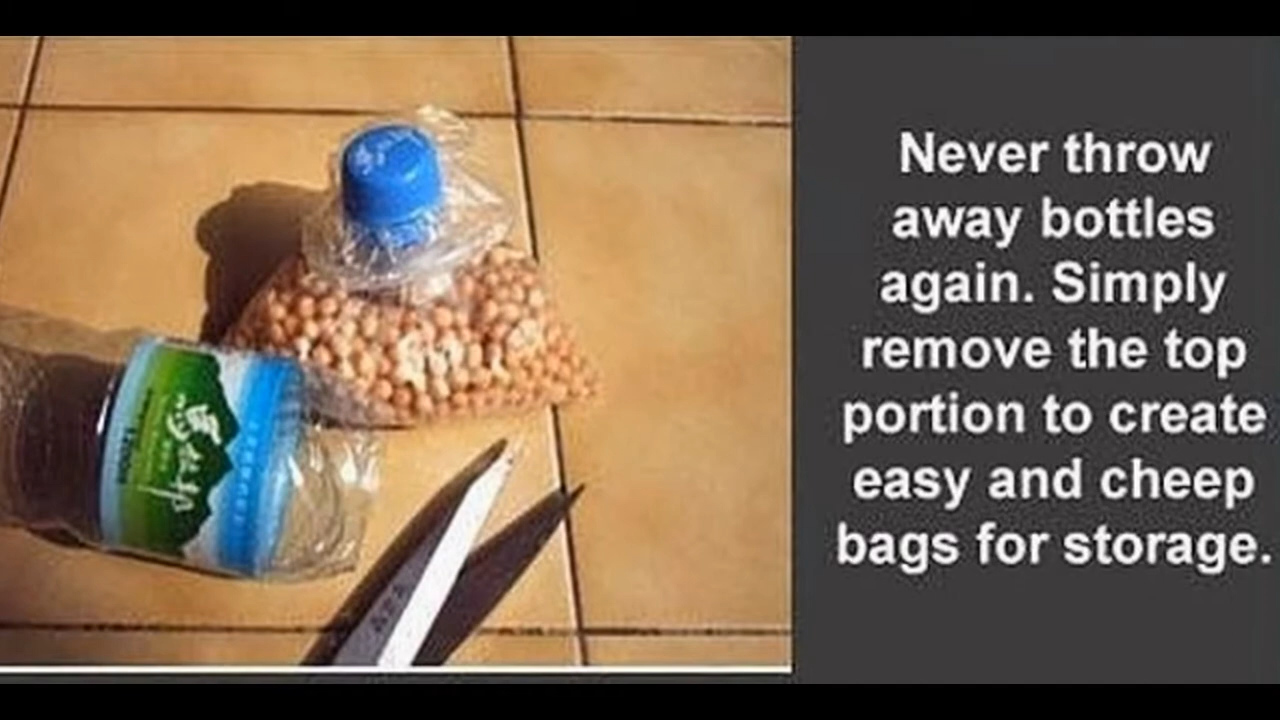 Never throw
away bottles
again. Simply
remove the top
portion to create
easy and cheep
bags for storage.